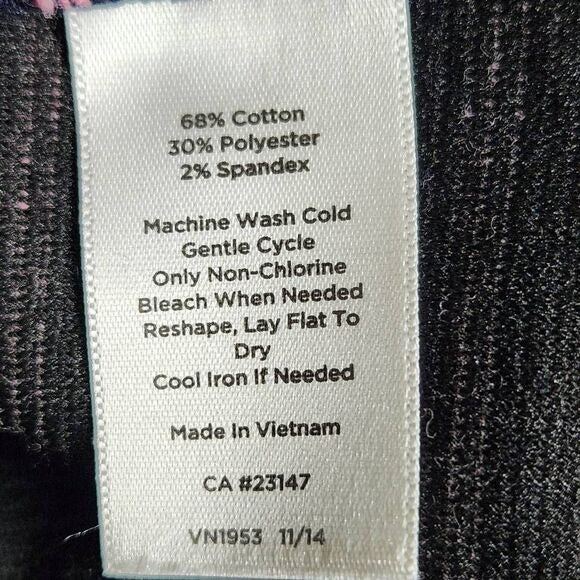 68% Cotton
30% Polyester
2% Spandex
Machine Wash Cold
Gentle Cycle
Only Non-Chlorine
Bleach When Needed
Reshape, Lay Flat To
Dry
Cool Iron If Needed
Made In Vietnam
CA #23147
VN1953 11/14